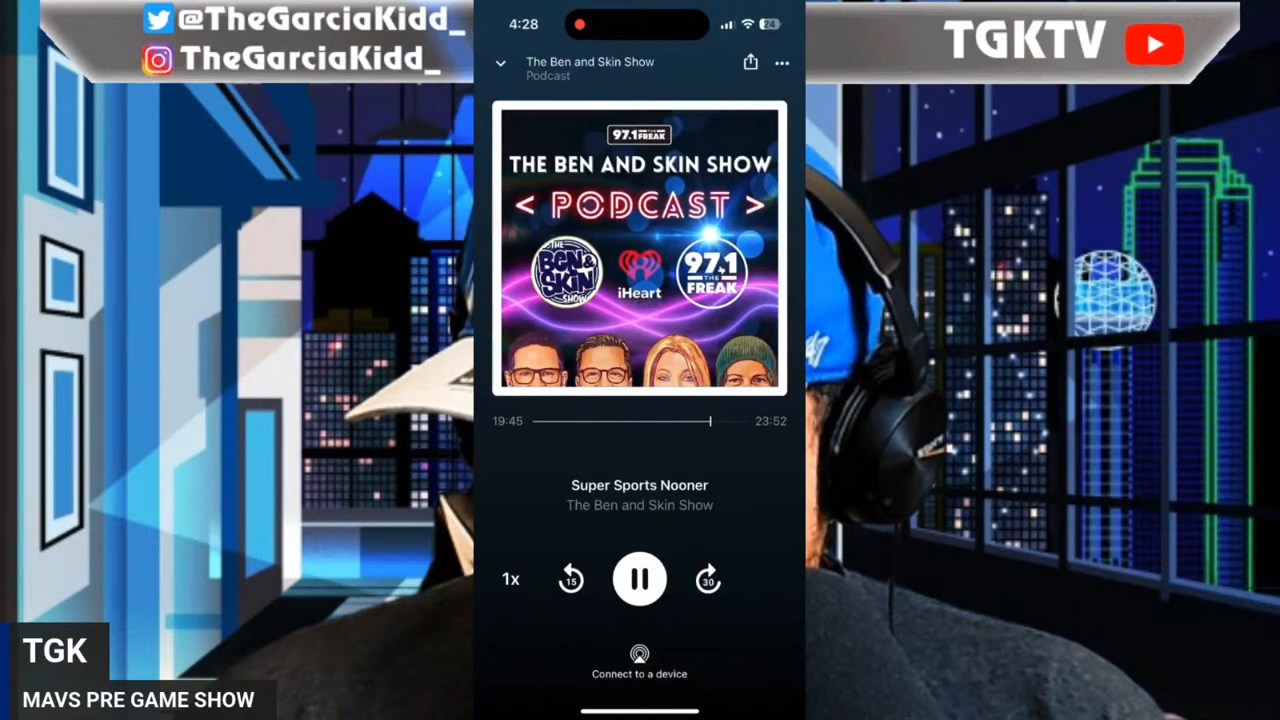 @TheGarciaKidd_
TheGarciaKidd_
TGKTV
4:28
24
The Ben and Skin Show
Podcast
97.1 THE FREAK
THE BEN AND SKIN SHOW
< PODCAST >
THE
BEN &
SKIN
SHOW
iHeart
97.1
THE
FREAK
19:45
23:52
Super Sports Nooner
The Ben and Skin Show
1x
15
30
Connect to a device
SONY
TGK
MAVS PRE GAME SHOW